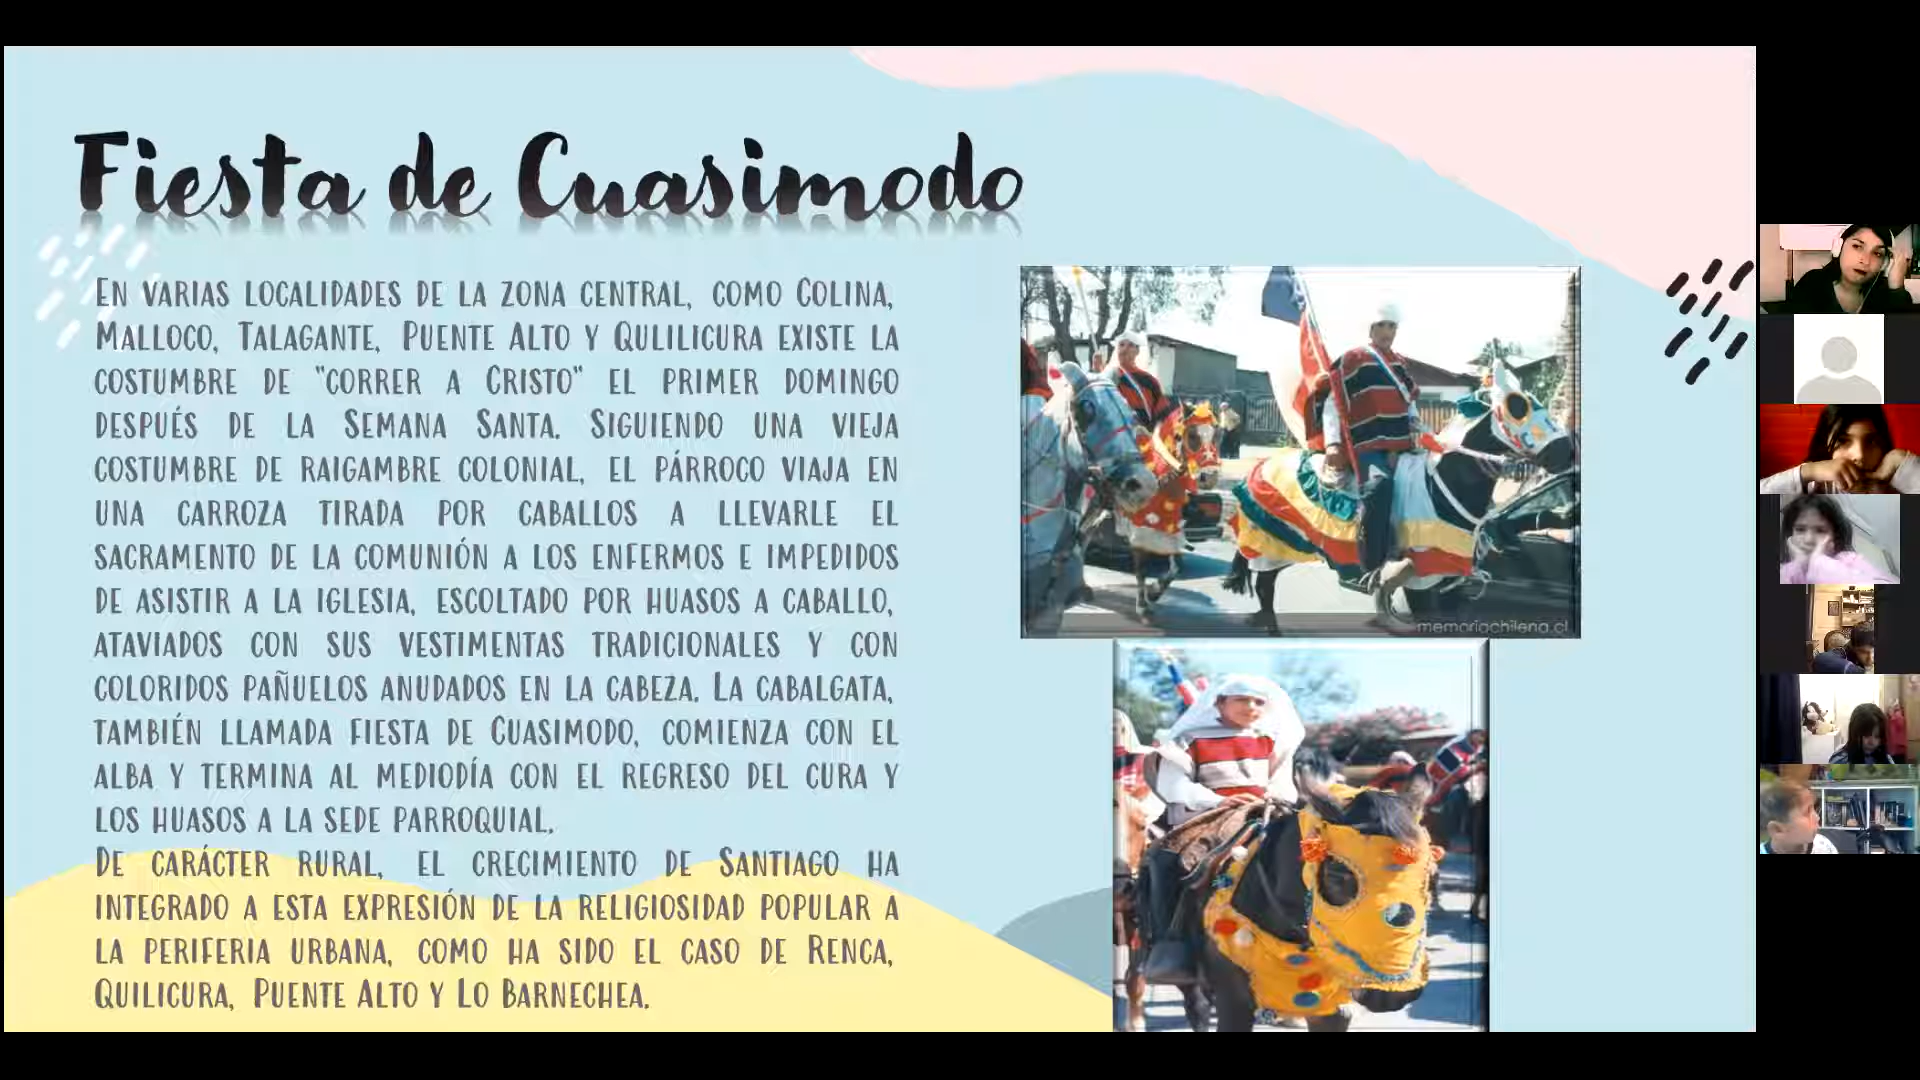 Fiesta de Cuasimodo
En varias localidades de la zona central, como Colina,
Malloco, Talagante, Puente Alto y Qulilicura existe la
costumbre de "correr a Cristo" el primer domingo
después de la Semana Santa. Siguiendo una vieja
costumbre de raigambre colonial, el párroco viaja en
una carroza tirada por caballos a llevarle el
sacramento de la comunión a los enfermos e impedidos
de asistir a la iglesia, escoltado por huasos a caballo,
ataviados con sus vestimentas tradicionales y con
coloridos pañuelos anudados en la cabeza. La cabalgata,
también llamada fiesta de Cuasimodo, comienza con el
alba y termina al mediodía con el regreso del cura y
los huasos a la sede parroquial.
De carácter rural, el crecimiento de Santiago ha
integrado a esta expresión de la religiosidad popular a
la periferia urbana, como ha sido el caso de Renca,
Quilicura, Puente Alto y Lo Barnechea.
memoriachilena.cl